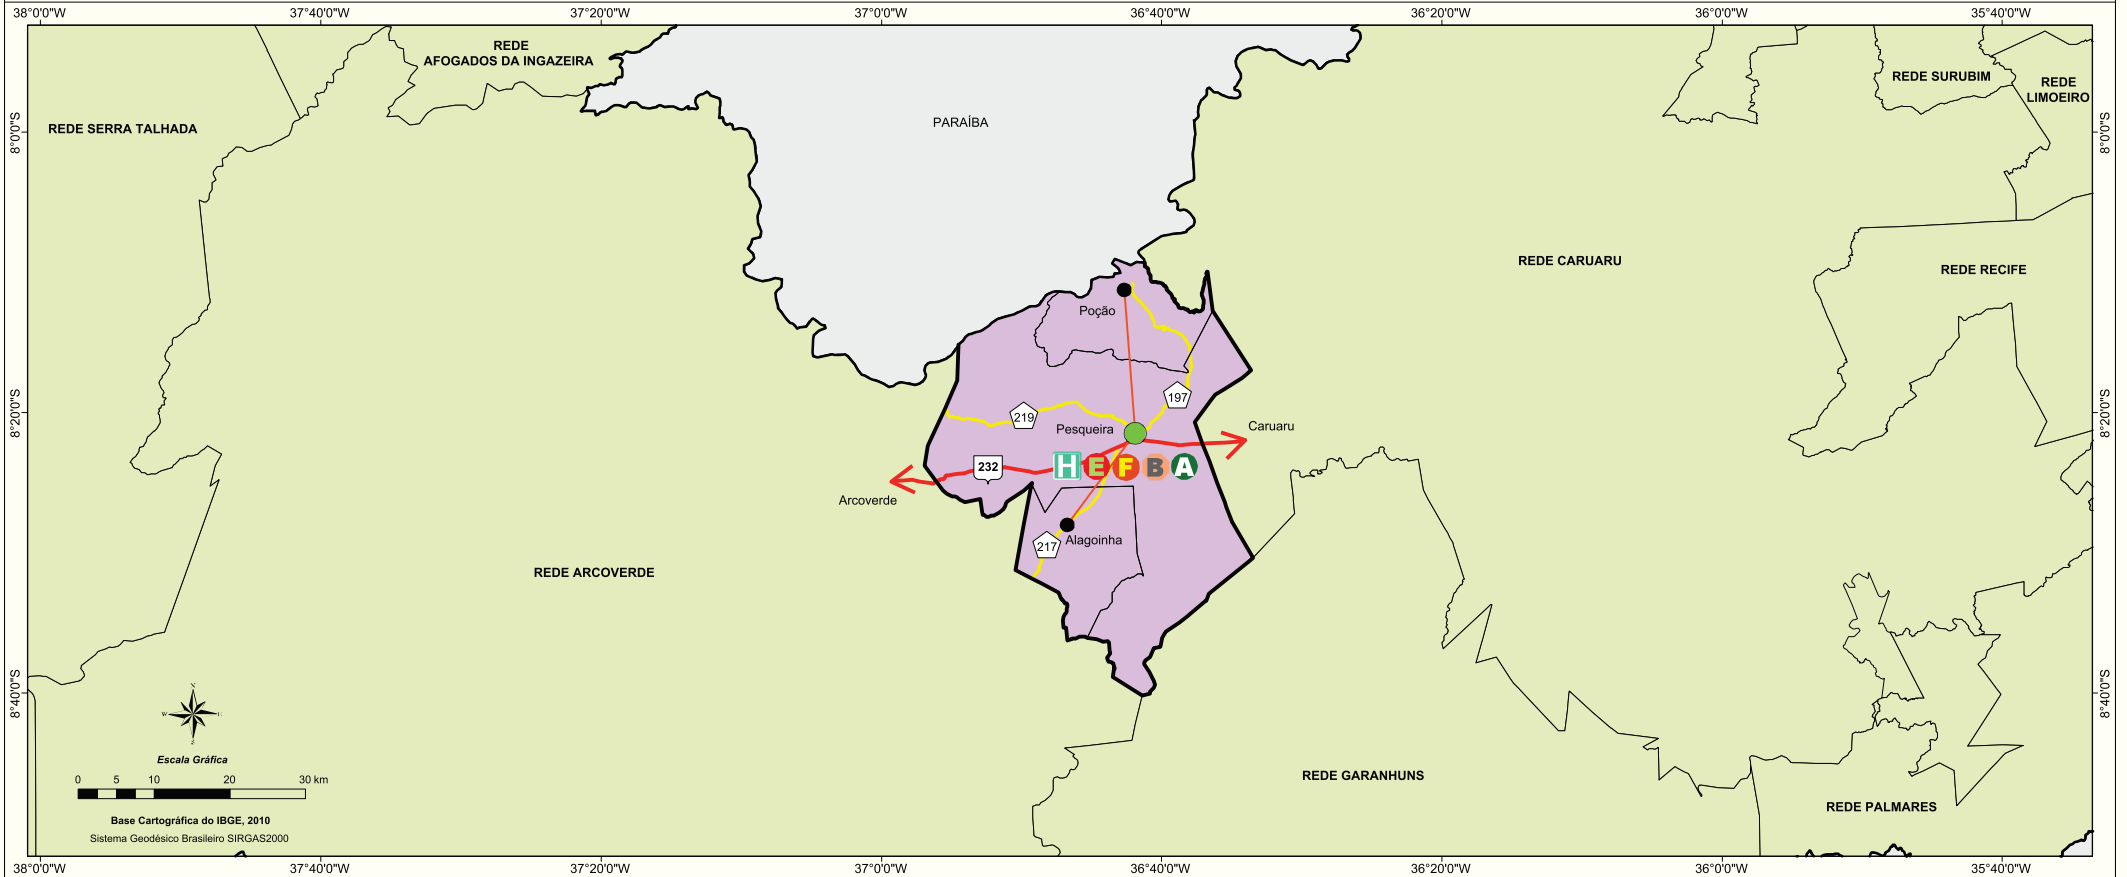 38°0'0"W 37°40'0"W 37°20'0"W 37°0'0"W 36°40'0"W 36°20'0"W 36°0'0"W 35°40'0"W
REDE
AFOGADOS DA INGAZEIRA
REDE SURUBIM
REDE
LIMOEIRO
PARAÍBA
REDE SERRA TALHADA
8°0'0"S
8°0'0"S
REDE CARUARU
REDE RECIFE
Poção
197
219
8°20'0"S
8°20'0"S
Pesqueira
Caruaru
232
H E F B A
Arcoverde
Alagoinha
217
REDE ARCOVERDE
8°40'0"S
8°40'0"S
N
W E
S
Escala Gráfica
0 5 10 20 30 km
REDE GARANHUNS
REDE PALMARES
Base Cartográfica do IBGE, 2010
Sistema Geodésico Brasileiro SIRGAS2000
38°0'0"W 37°40'0"W 37°20'0"W 37°0'0"W 36°40'0"W 36°20'0"W 36°0'0"W 35°40'0"W